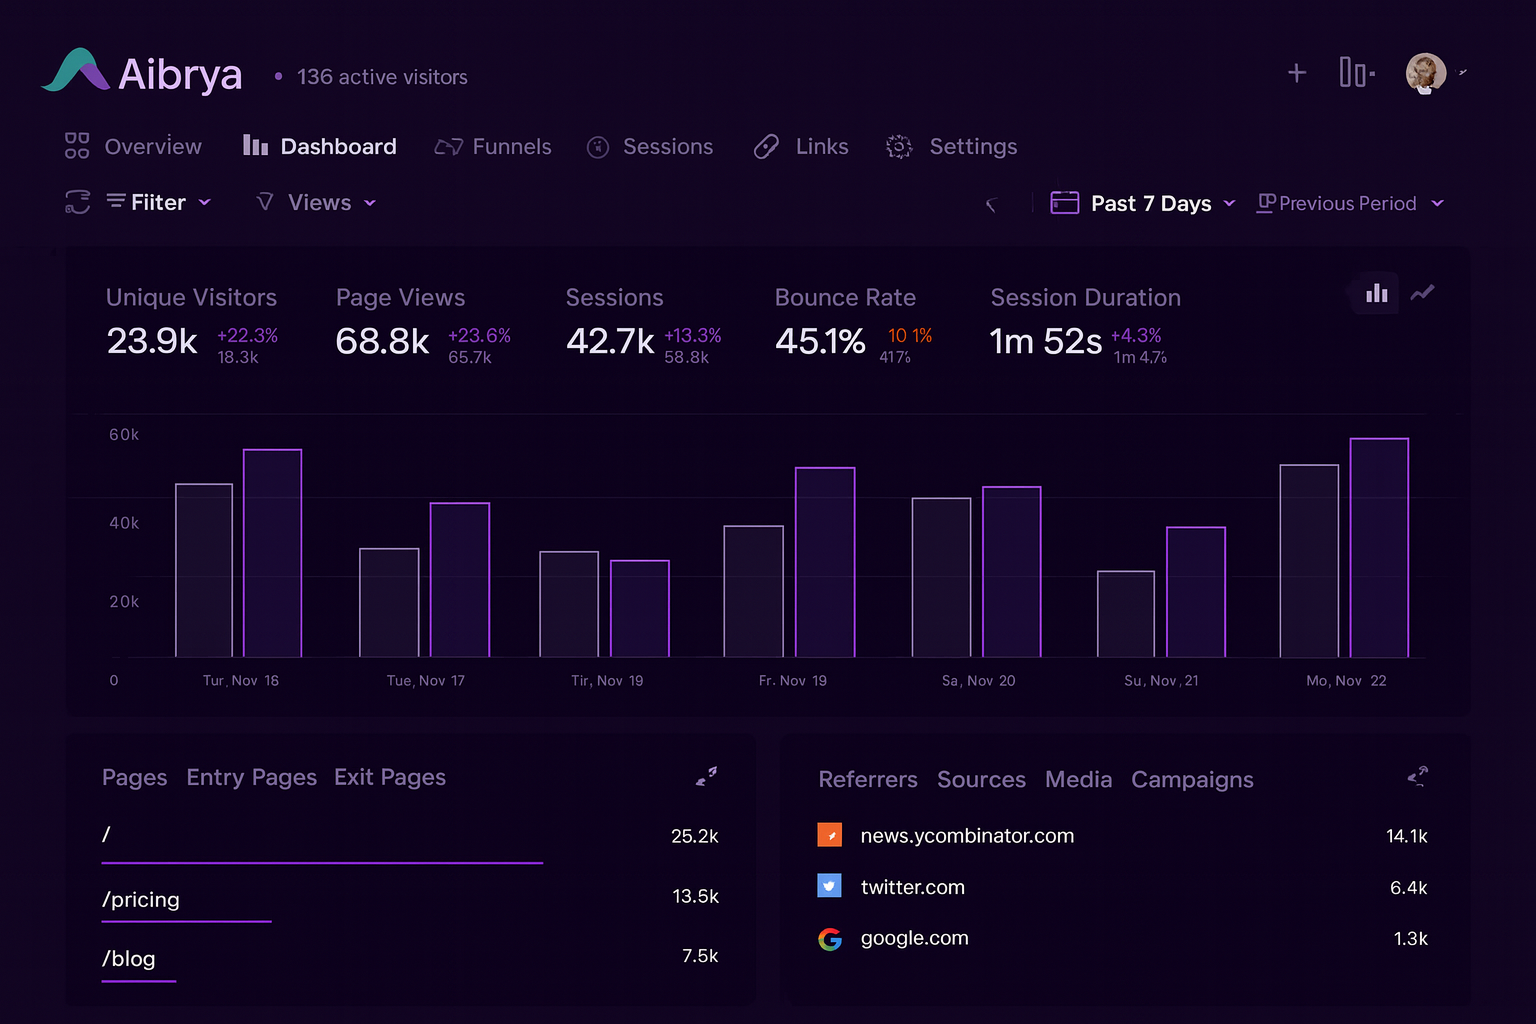 Aibrya
136 active visitors
Overview Dashboard Funnels Sessions Links Settings
Fiiter Views Past 7 Days Previous Period
Unique Visitors Page Views Sessions Bounce Rate Session Duration
23.9k +22.3% 68.8k +23.6% 42.7k +13.3% 45.1% 10 1% 1m 52s +4.3%
18.3k 65.7k 58.8k 417% 1m 4.7%
60k
40k
20k
0 Tur, Nov 16 Tue, Nov 17 Tir, Nov 19 Fr. Nov 19 Sa, Nov 20 Su, Nov, 21 Mo, Nov 22
Pages Entry Pages Exit Pages
/ 25.2k
/pricing 13.5k
/blog 7.5k
Referrers Sources Media Campaigns
news.ycombinator.com 14.1k
twitter.com 6.4k
google.com 1.3k